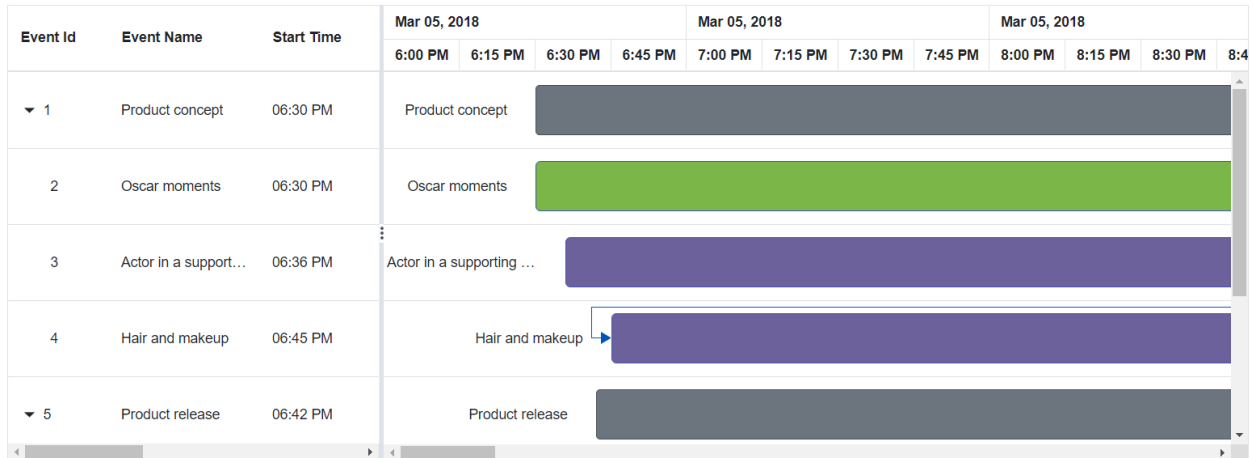 Event Id Event Name Start Time
Mar 05, 2018 Mar 05, 2018 Mar 05, 2018
6:00 PM 6:15 PM 6:30 PM 6:45 PM 7:00 PM 7:15 PM 7:30 PM 7:45 PM 8:00 PM 8:15 PM 8:30 PM 8:4
1 Product concept 06:30 PM Product concept
2 Oscar moments 06:30 PM Oscar moments
3 Actor in a support… 06:36 PM Actor in a supporting …
4 Hair and makeup 06:45 PM Hair and makeup
5 Product release 06:42 PM Product release